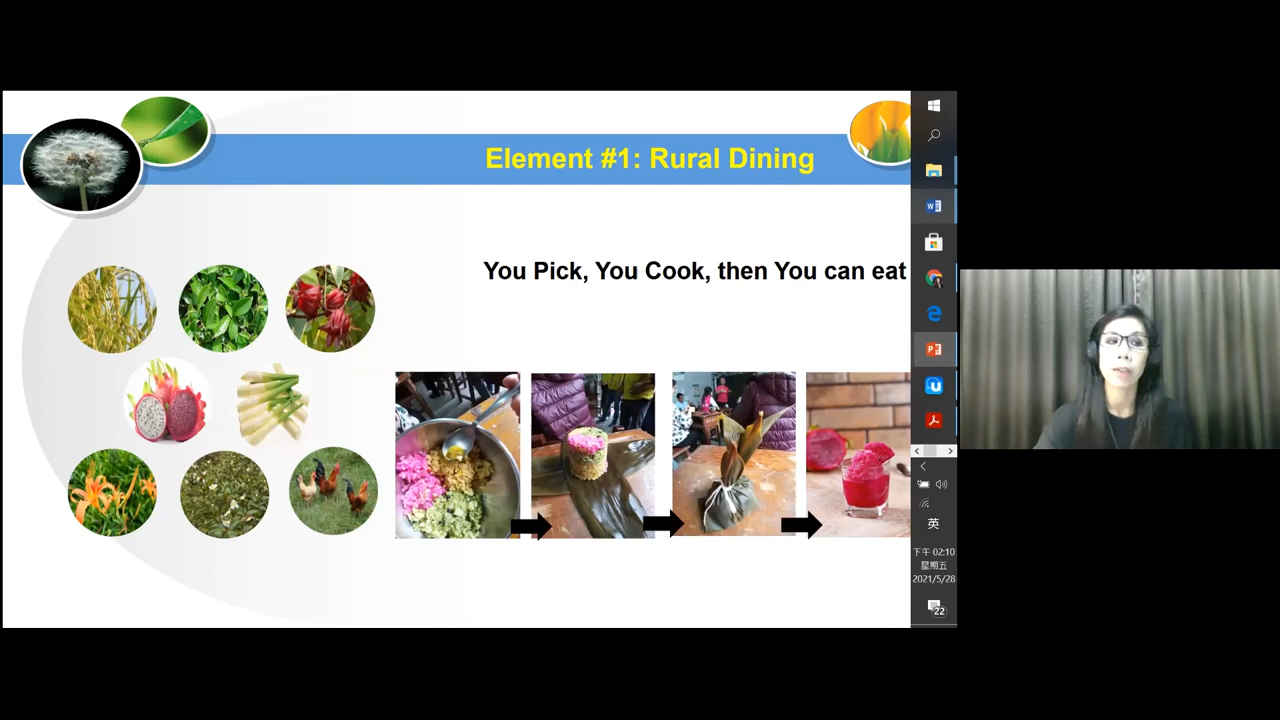 Element #1: Rural Dining
You Pick, You Cook, then You can eat
英
下午 02:10
星期五
2021/5/28
22